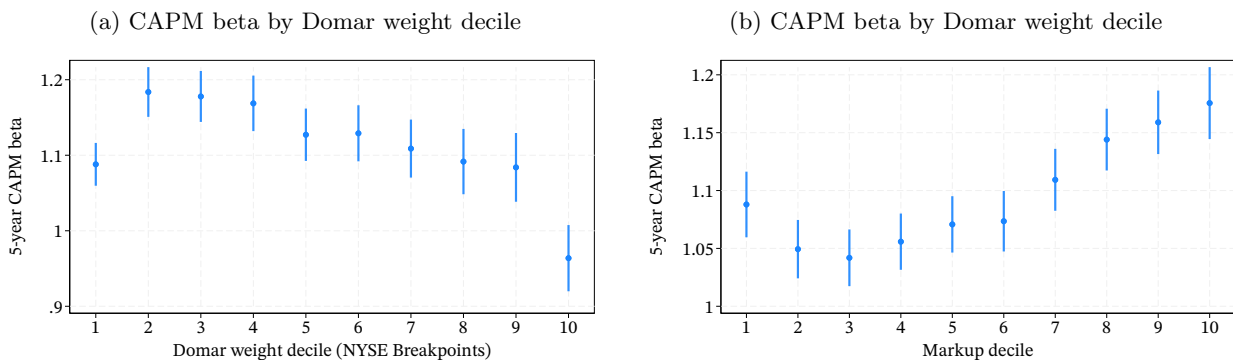 (a) CAPM beta by Domar weight decile
5-year CAPM beta
1.2
1.1
1
.9
1 2 3 4 5 6 7 8 9 10
Domar weight decile (NYSE Breakpoints)
(b) CAPM beta by Domar weight decile
5-year CAPM beta
1.2
1.15
1.1
1.05
1
1 2 3 4 5 6 7 8 9 10
Markup decile